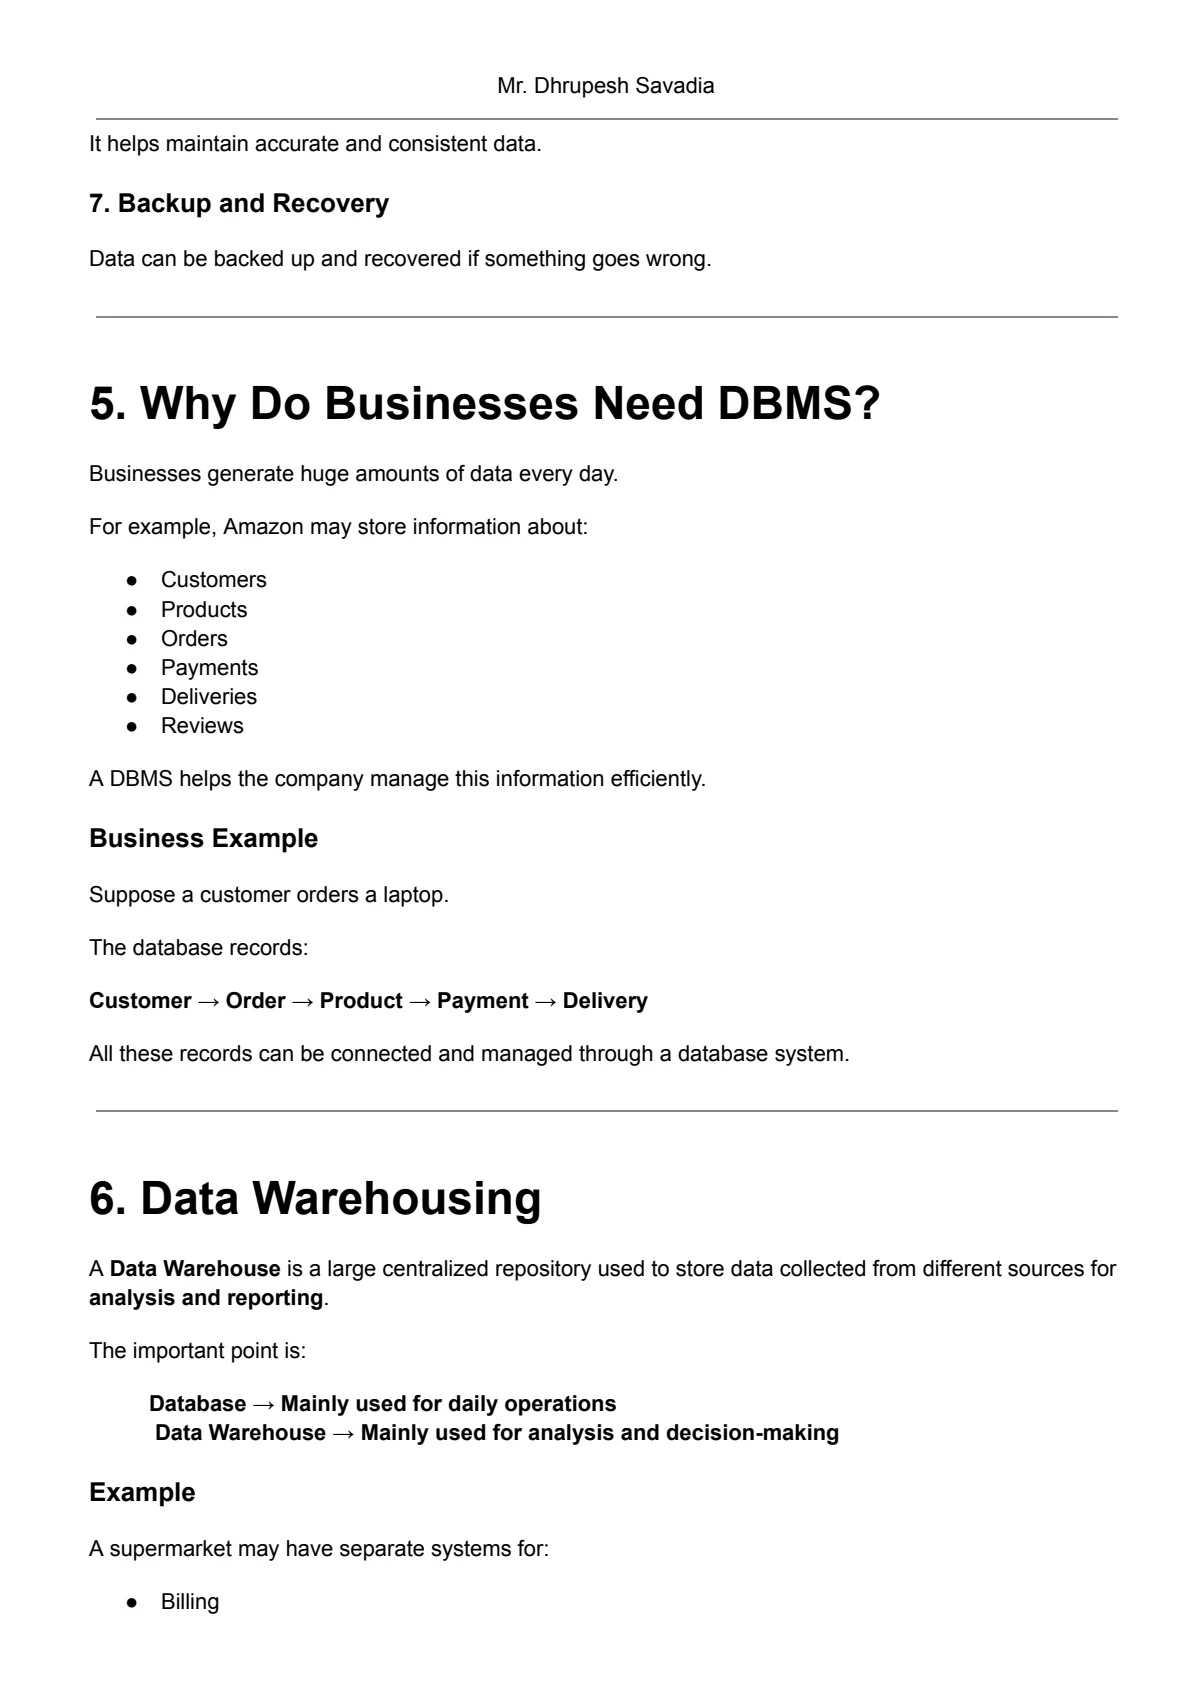 Mr. Dhrupesh Savadia
It helps maintain accurate and consistent data.
7. Backup and Recovery
Data can be backed up and recovered if something goes wrong.
5. Why Do Businesses Need DBMS?
Businesses generate huge amounts of data every day.
For example, Amazon may store information about:
● Customers
● Products
● Orders
● Payments
● Deliveries
● Reviews
A DBMS helps the company manage this information efficiently.
Business Example
Suppose a customer orders a laptop.
The database records:
Customer → Order → Product → Payment → Delivery
All these records can be connected and managed through a database system.
6. Data Warehousing
A Data Warehouse is a large centralized repository used to store data collected from different sources for
analysis and reporting.
The important point is:
Database → Mainly used for daily operations
Data Warehouse → Mainly used for analysis and decision-making
Example
A supermarket may have separate systems for:
● Billing